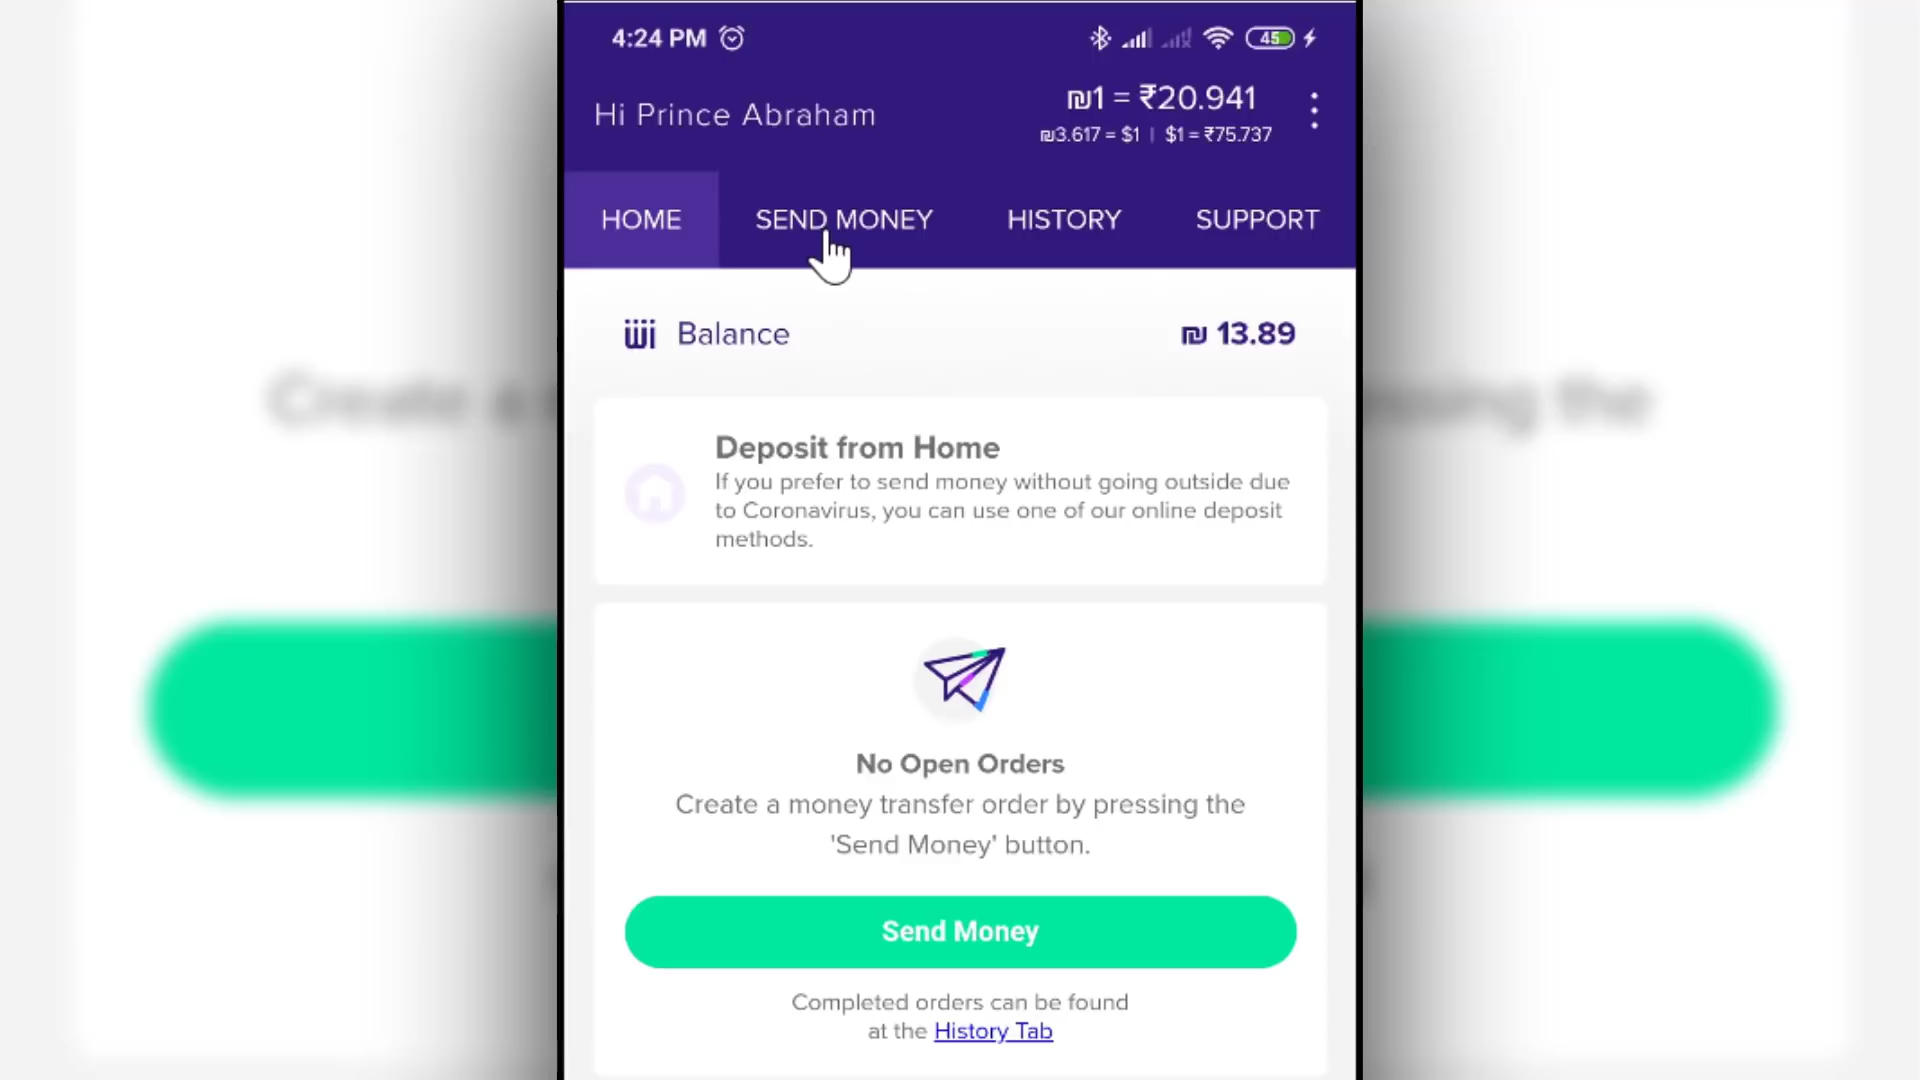 4:24 PM
45
Hi Prince Abraham
₪1 = ₹20.941
₪3.617 = $1 | $1 = ₹75.737
HOME
SEND MONEY
HISTORY
SUPPORT
Balance
₪ 13.89
Deposit from Home
If you prefer to send money without going outside due
to Coronavirus, you can use one of our online deposit
methods.
No Open Orders
Create a money transfer order by pressing the
'Send Money' button.
Send Money
Completed orders can be found
at the History Tab
Create a
the